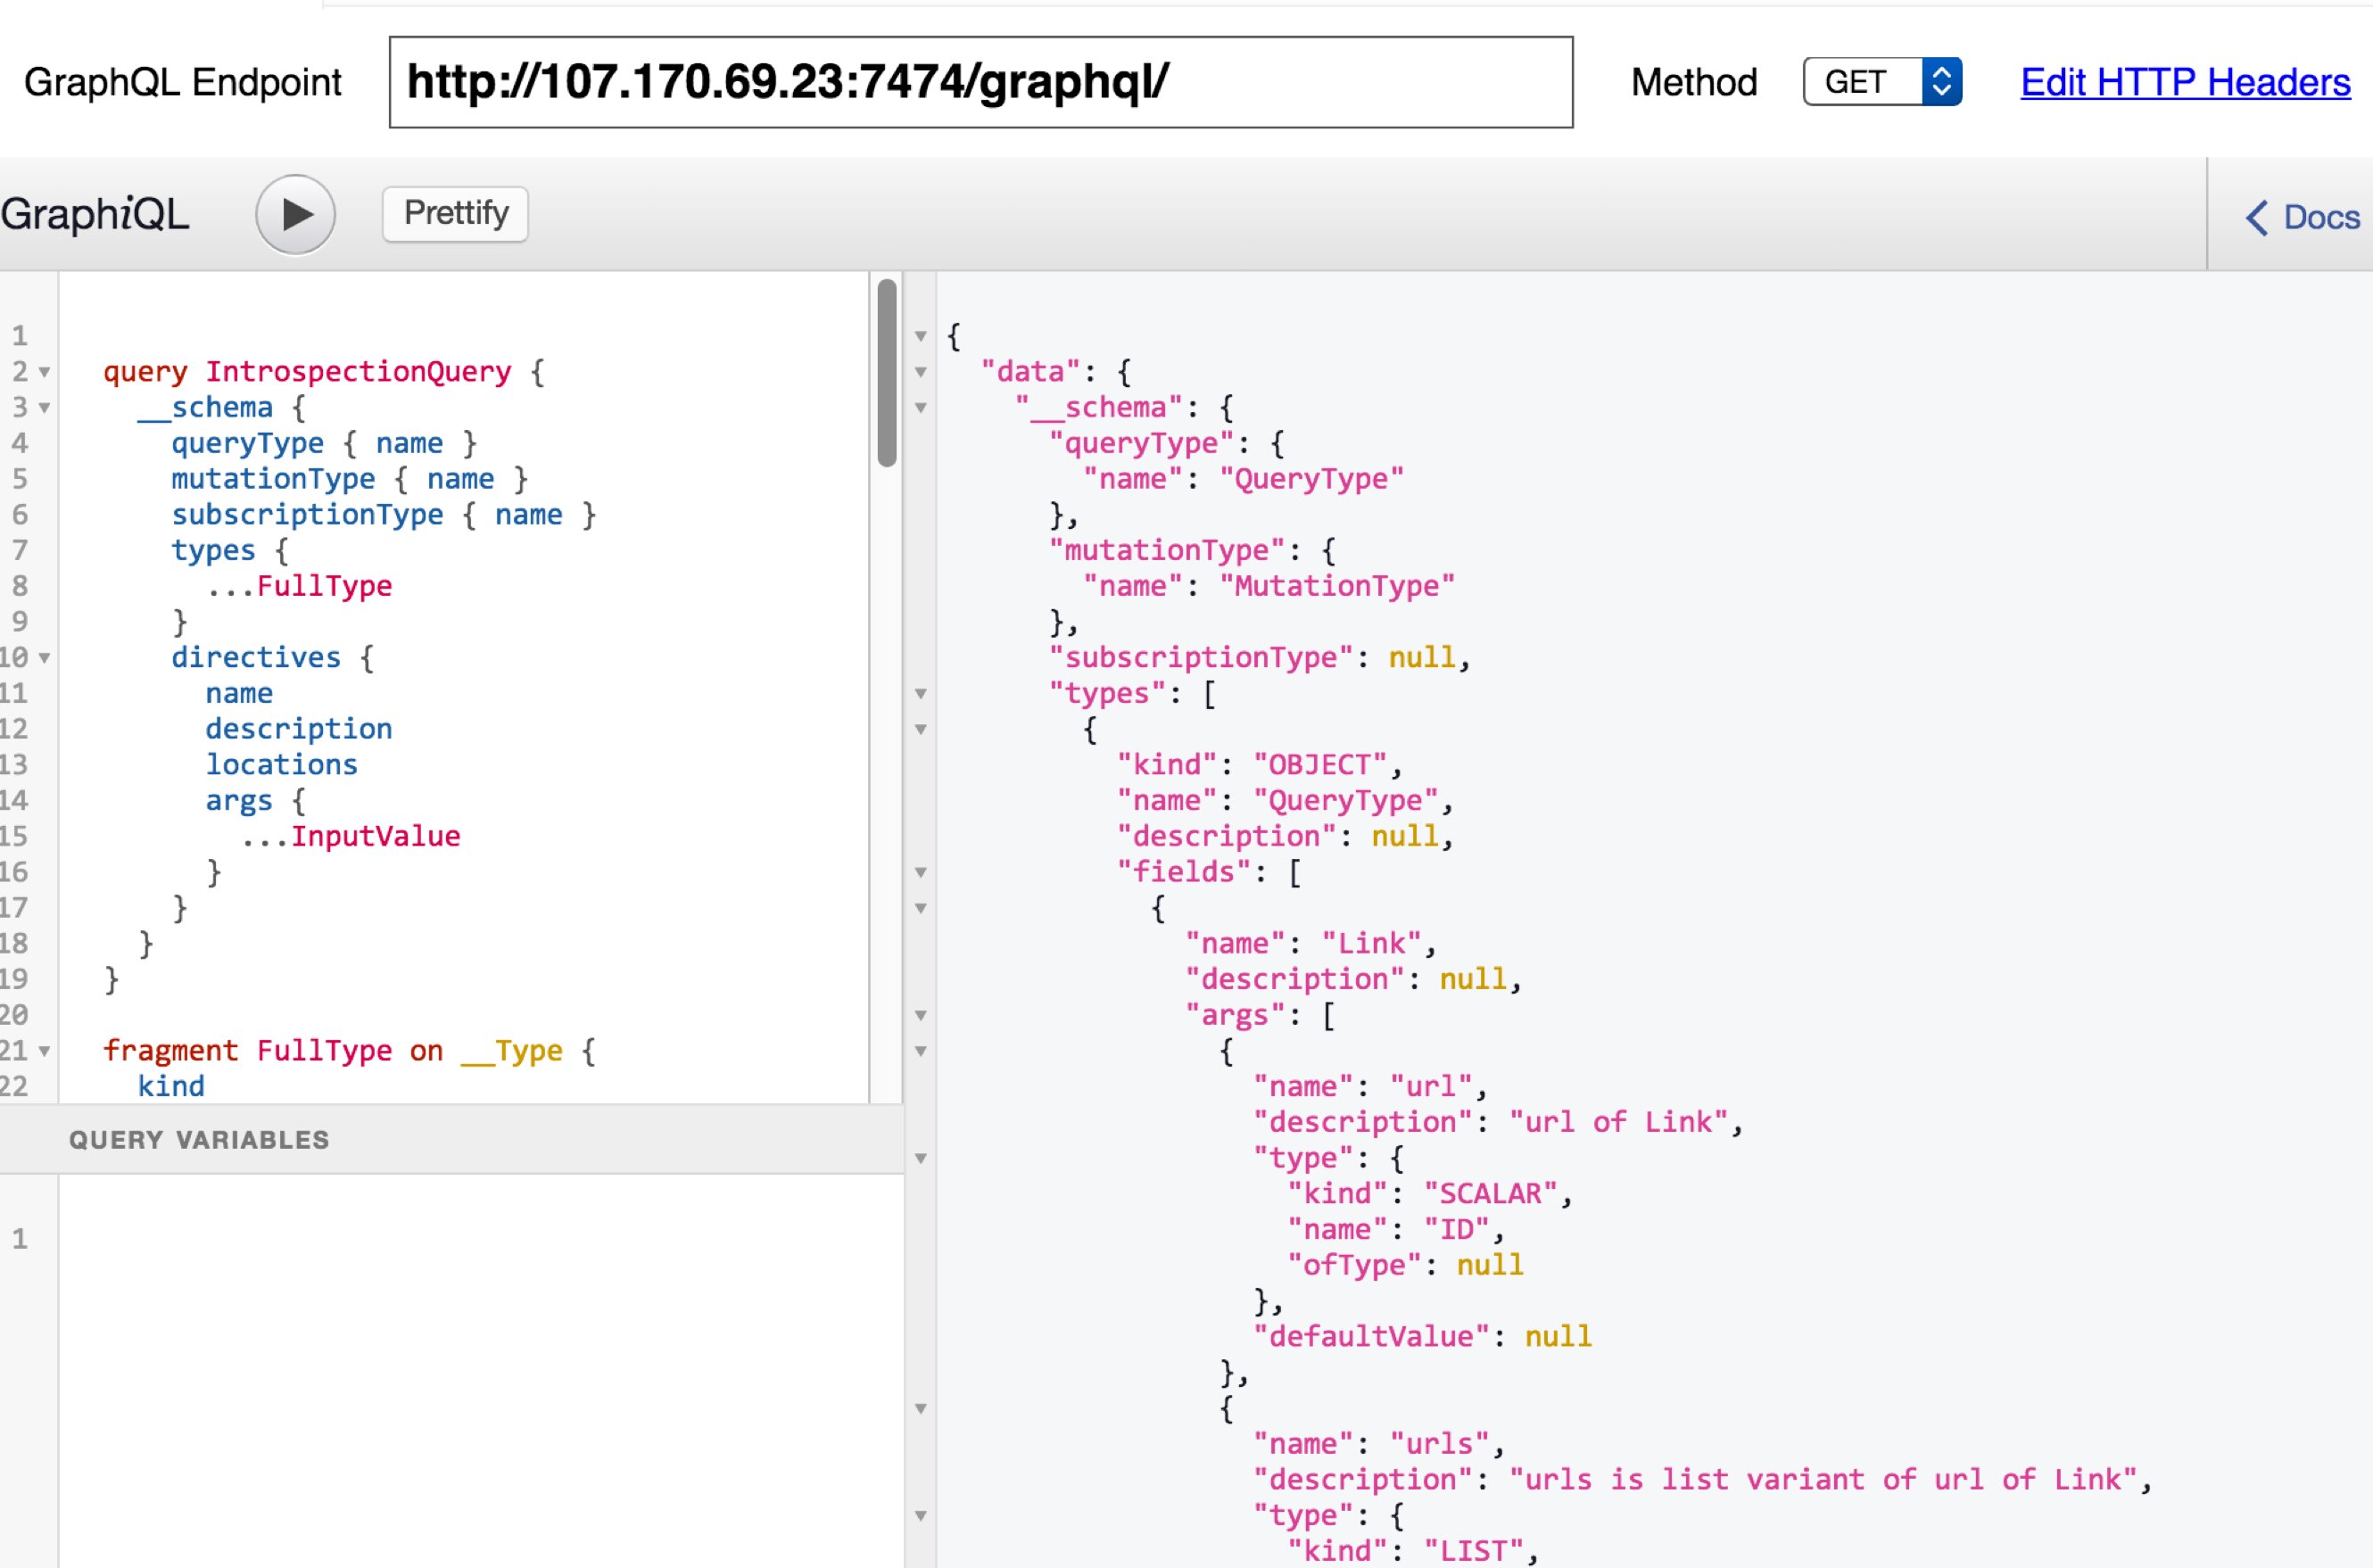 GraphQL Endpoint http://107.170.69.23:7474/graphql/ Method GET Edit HTTP Headers
GraphiQL Prettify Docs
1
2 query IntrospectionQuery {
3 __schema {
4 queryType { name }
5 mutationType { name }
6 subscriptionType { name }
7 types {
8 ...FullType
9 }
10 directives {
11 name
12 description
13 locations
14 args {
15 ...InputValue
16 }
17 }
18 }
19 }
20
21 fragment FullType on __Type {
22 kind
QUERY VARIABLES
1
{
"data": {
"__schema": {
"queryType": {
"name": "QueryType"
},
"mutationType": {
"name": "MutationType"
},
"subscriptionType": null,
"types": [
{
"kind": "OBJECT",
"name": "QueryType",
"description": null,
"fields": [
{
"name": "Link",
"description": null,
"args": [
{
"name": "url",
"description": "url of Link",
"type": {
"kind": "SCALAR",
"name": "ID",
"ofType": null
},
"defaultValue": null
},
{
"name": "urls",
"description": "urls is list variant of url of Link",
"type": {
"kind": "LIST",